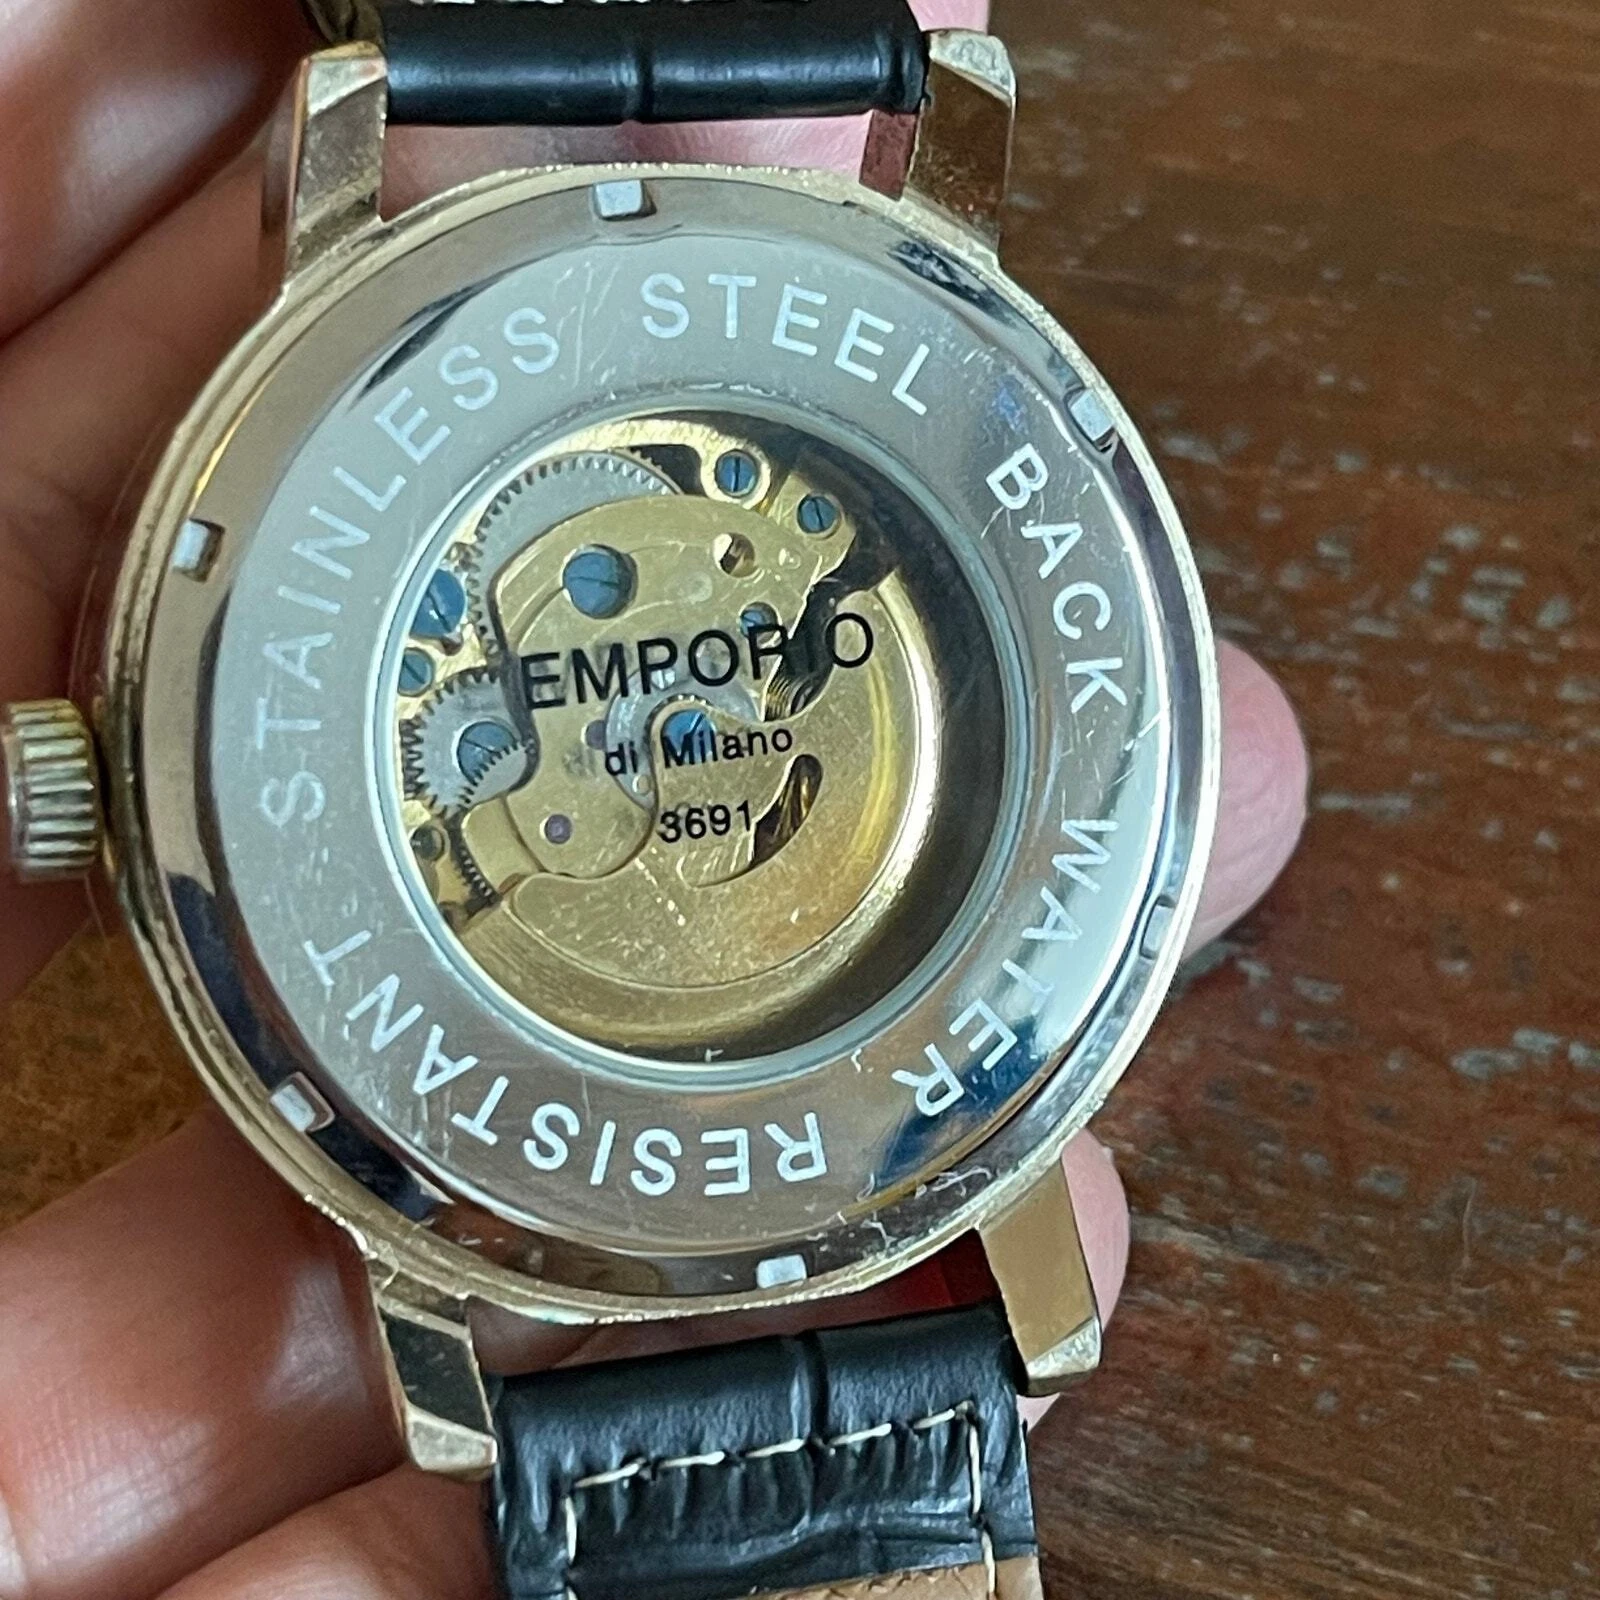 STAINLESS STEEL BACK WATER RESISTANT
EMPORIO
di Milano
3691